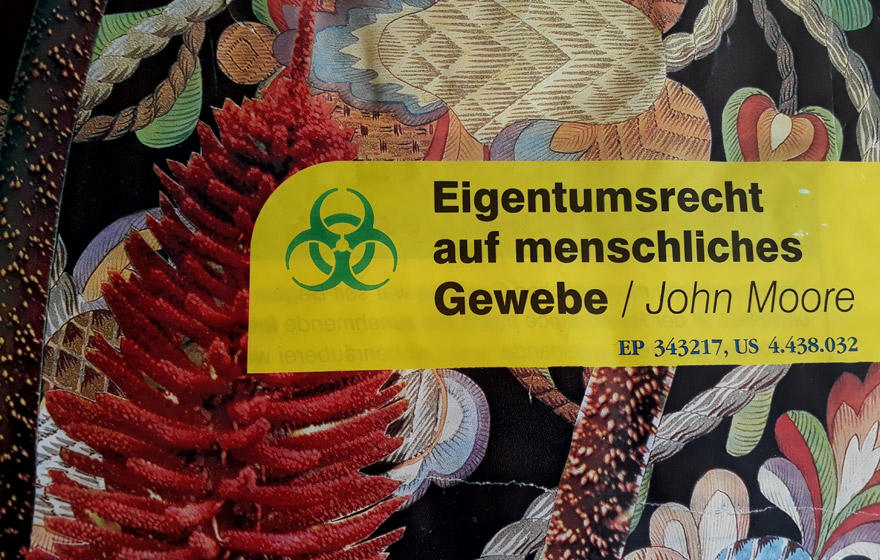 Eigentumsrecht
auf menschliches
Gewebe / John Moore
EP 343217, US 4.438.032